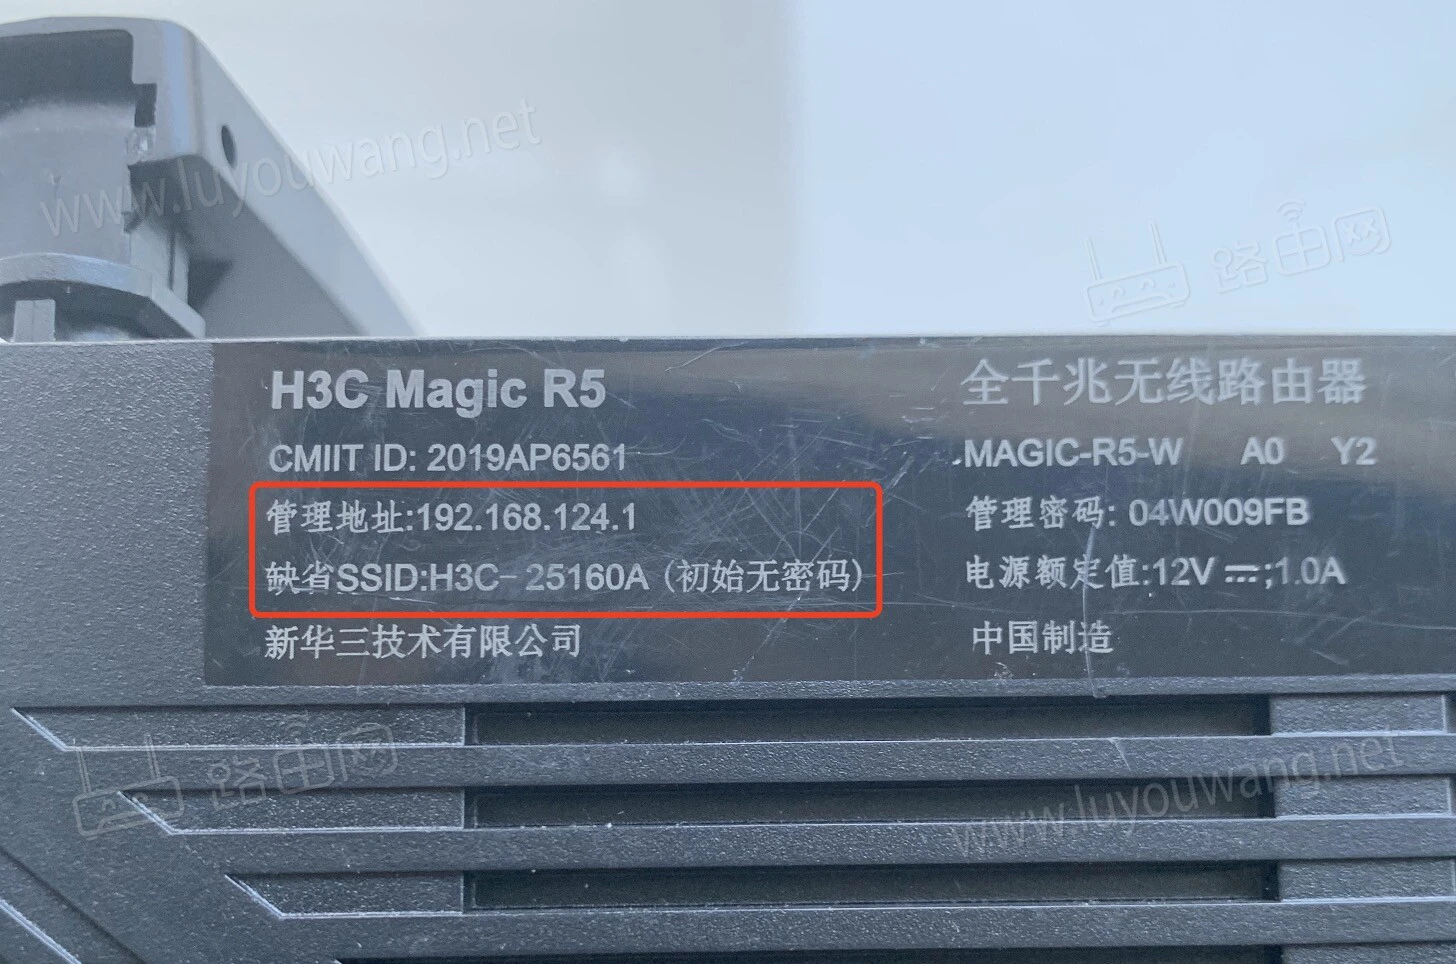 www.luyouwang.net
路由网
H3C Magic R5
全千兆无线路由器
CMIIT ID: 2019AP6561
MAGIC-R5-W A0 Y2
管理地址:192.168.124.1
管理密码: 04W009FB
缺省SSID:H3C-25160A (初始无密码)
电源额定值:12V ⎓;1.0A
新华三技术有限公司
中国制造
路由网
www.luyouwang.net